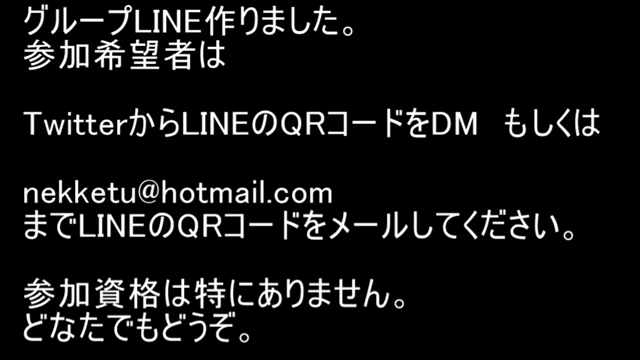 グループLINE作りました。
参加希望者は
TwitterからLINEのQRコードをDM　もしくは
nekketu@hotmail.com
までLINEのQRコードをメールしてください。
参加資格は特にありません。
どなたでもどうぞ。